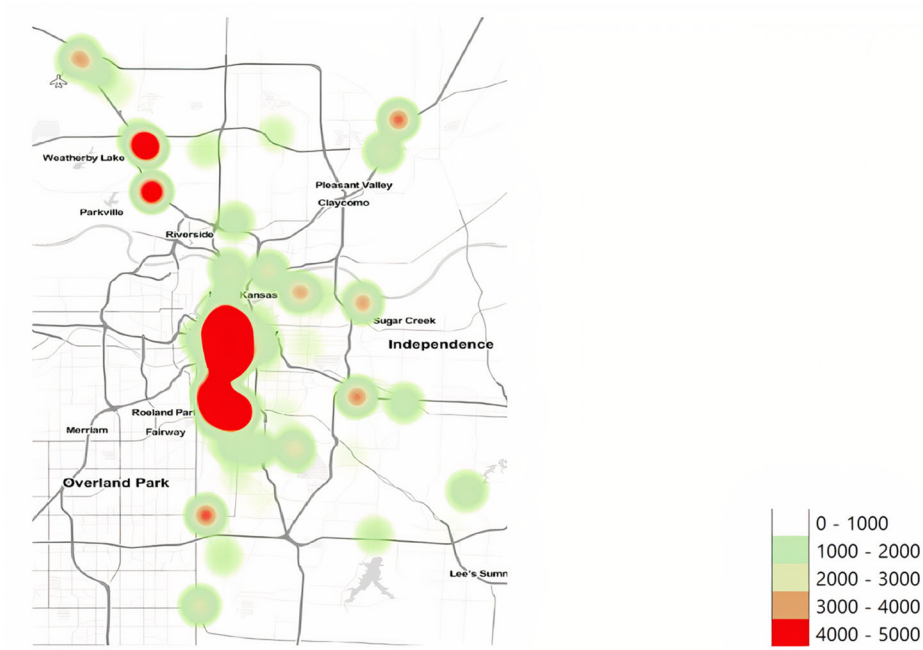 Weatherby Lake
Pleasant Valley
Claycomo
Parkville
Riverside
Kansas
Sugar Creek
Independence
Roeland Par
Fairway
Merriam
Overland Park
Lee's Summ
0 - 1000
1000 - 2000
2000 - 3000
3000 - 4000
4000 - 5000